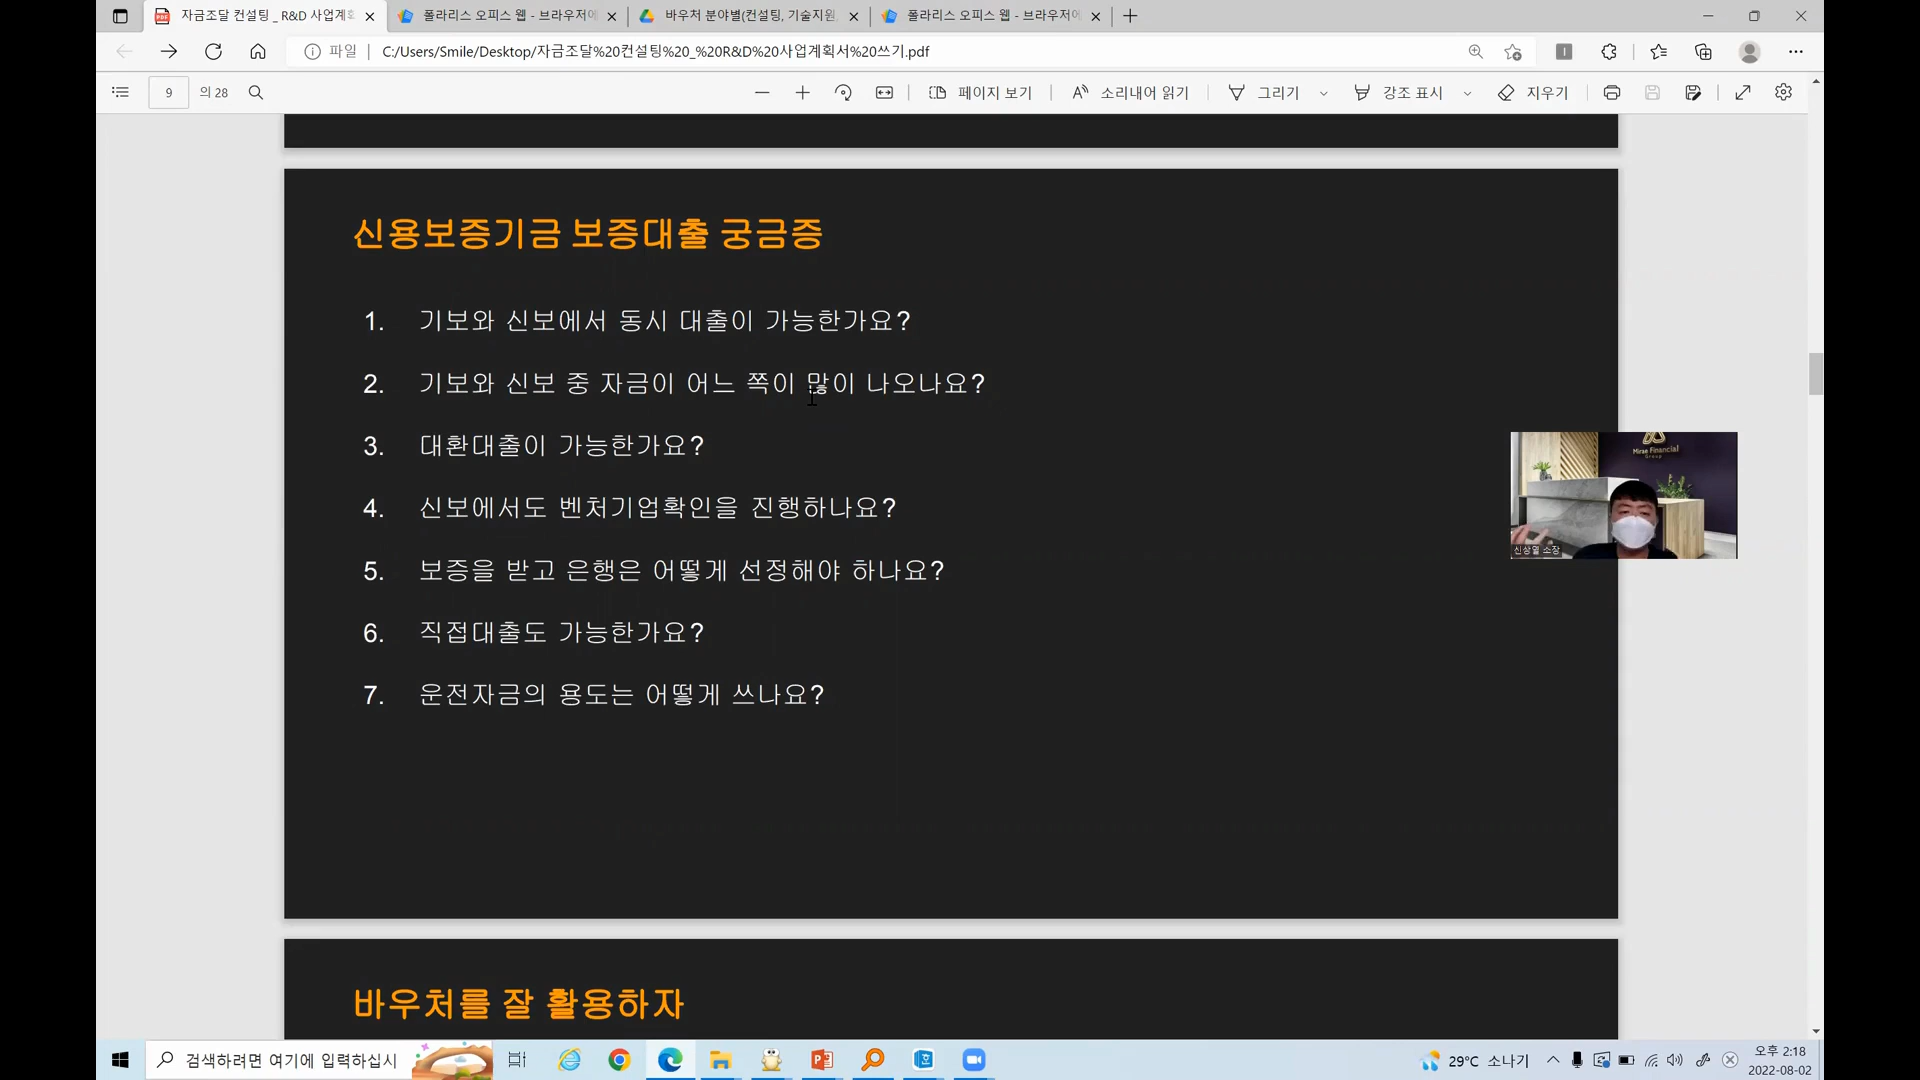 자금조달 컨설팅 _ R&D 사업계획
폴라리스 오피스 웹 - 브라우저에
바우처 분야별(컨설팅, 기술지원,
폴라리스 오피스 웹 - 브라우저에
파일
C:/Users/Smile/Desktop/자금조달%20컨설팅%20_%20R&D%20사업계획서%20쓰기.pdf
9 의 28
페이지 보기
소리내어 읽기
그리기
강조 표시
지우기
신용보증기금 보증대출 궁금증
1. 기보와 신보에서 동시 대출이 가능한가요?
2. 기보와 신보 중 자금이 어느 쪽이 많이 나오나요?
3. 대환대출이 가능한가요?
4. 신보에서도 벤처기업확인을 진행하나요?
5. 보증을 받고 은행은 어떻게 선정해야 하나요?
6. 직접대출도 가능한가요?
7. 운전자금의 용도는 어떻게 쓰나요?
Mirae Financial
Group
신상열 소장
바우처를 잘 활용하자
검색하려면 여기에 입력하십시
29°C 소나기
오후 2:18
2022-08-02